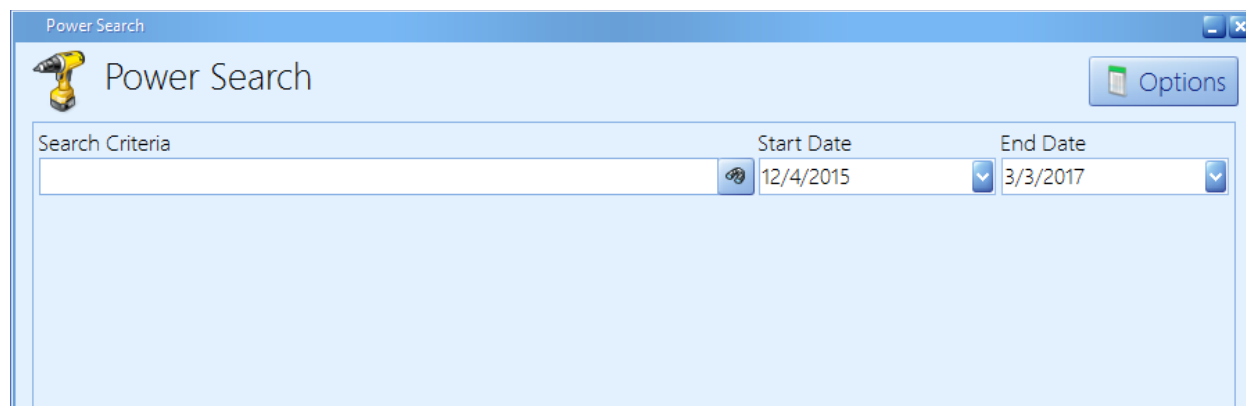 Power Search
Power Search
Options
Search Criteria Start Date End Date
12/4/2015 3/3/2017